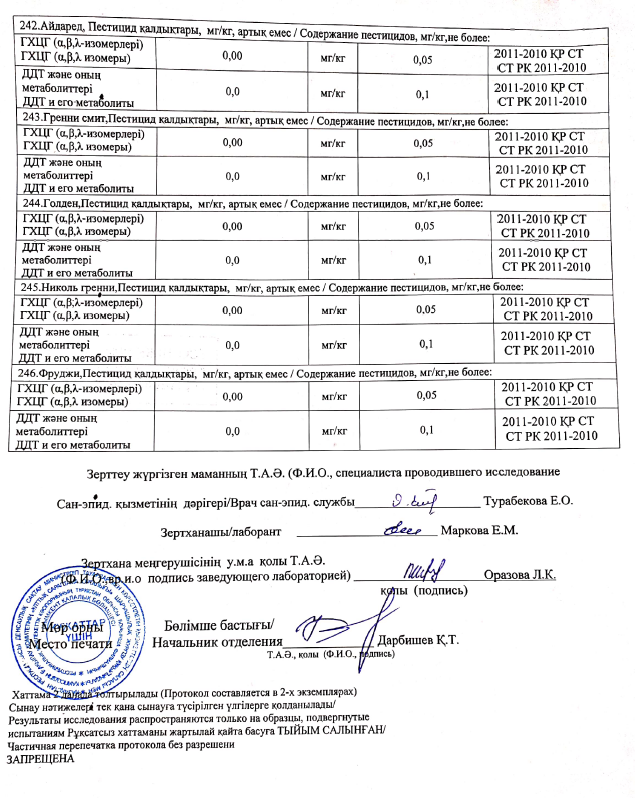 242.Айдаред, Пестицид қалдықтары, мг/кг, артық емес / Содержание пестицидов, мг/кг,не более:
ГХЦГ (α,β,λ-изомерлері)
ГХЦГ (α,β,λ изомеры)
0,00
мг/кг
0,05
2011-2010 ҚР СТ
СТ РК 2011-2010
ДДТ және оның
метаболиттері
ДДТ и его метаболиты
0,0
мг/кг
0,1
2011-2010 ҚР СТ
СТ РК 2011-2010
243.Гренни смит,Пестицид қалдықтары, мг/кг, артық емес / Содержание пестицидов, мг/кг,не более:
ГХЦГ (α,β,λ-изомерлері)
ГХЦГ (α,β,λ изомеры)
0,00
мг/кг
0,05
2011-2010 ҚР СТ
СТ РК 2011-2010
ДДТ және оның
метаболиттері
ДДТ и его метаболиты
0,0
мг/кг
0,1
2011-2010 ҚР СТ
СТ РК 2011-2010
244.Голден,Пестицид қалдықтары, мг/кг, артық емес / Содержание пестицидов, мг/кг,не более:
ГХЦГ (α,β,λ-изомерлері)
ГХЦГ (α,β,λ изомеры)
0,00
мг/кг
0,05
2011-2010 ҚР СТ
СТ РК 2011-2010
ДДТ және оның
метаболиттері
ДДТ и его метаболиты
0,0
мг/кг
0,1
2011-2010 ҚР СТ
СТ РК 2011-2010
245.Николь гренни,Пестицид қалдықтары, мг/кг, артық емес / Содержание пестицидов, мг/кг,не более:
ГХЦГ (α,β,λ-изомерлері)
ГХЦГ (α,β,λ изомеры)
0,00
мг/кг
0,05
2011-2010 ҚР СТ
СТ РК 2011-2010
ДДТ және оның
метаболиттері
ДДТ и его метаболиты
0,0
мг/кг
0,1
2011-2010 ҚР СТ
СТ РК 2011-2010
246.Фруджи,Пестицид қалдықтары, мг/кг, артық емес / Содержание пестицидов, мг/кг,не более:
ГХЦГ (α,β,λ-изомерлері)
ГХЦГ (α,β,λ изомеры)
0,00
мг/кг
0,05
2011-2010 ҚР СТ
СТ РК 2011-2010
ДДТ және оның
метаболиттері
ДДТ и его метаболиты
0,0
мг/кг
0,1
2011-2010 ҚР СТ
СТ РК 2011-2010
Зерттеу жүргізген маманның Т.А.Ә. (Ф.И.О., специалиста проводившего исследование
Сан-эпид. қызметінің дәрігері/Врач сан-эпид. службы Турабекова Е.О.
Зертханашы/лаборант Маркова Е.М.
Зертхана меңгерушісінің у.м.а қолы Т.А.Ә.
(Ф.И.О.,вр.и.о подпись заведующего лабораторией) Оразова Л.К.
қолы (подпись)
Мөр орны
Место печати
ҚҰЖАТТАР
ҮШІН
Бөлімше бастығы/
Начальник отделения Дарбишев Қ.Т.
Т.А.Ә., қолы (Ф.И.О., подпись)
Хаттама 2 данада толтырылады (Протокол составляется в 2-х экземплярах)
Сынау нәтижелері тек қана сынауға түсірілген үлгілерге қолданылады/
Результаты исследования распространяются только на образцы, подвергнутые
испытаниям Рұқсатсыз хаттаманы жартылай қайта басуға ТЫЙЫМ САЛЫНҒАН/
Частичная перепечатка протокола без разрешени
ЗАПРЕЩЕНА